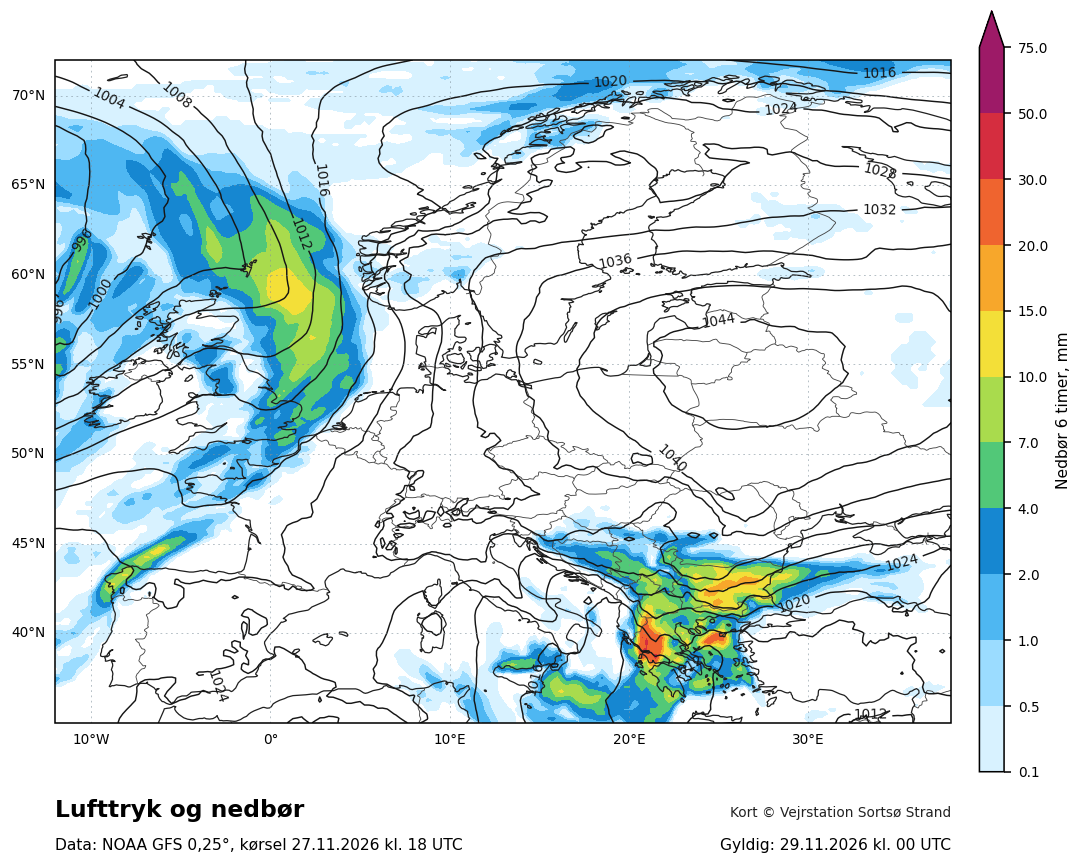 75.0
50.0
30.0
20.0
15.0
10.0
7.0
4.0
2.0
1.0
0.5
0.1
Nedbør 6 timer, mm
70°N
65°N
60°N
55°N
50°N
45°N
40°N
10°W
0°
10°E
20°E
30°E
1004
1008
1016
1020
1024
1016
1028
1032
1012
996
1000
1036
1044
1040
1024
1020
1024
1012
Lufttryk og nedbør
Kort © Vejrstation Sortsø Strand
Data: NOAA GFS 0,25°, kørsel 27.11.2026 kl. 18 UTC
Gyldig: 29.11.2026 kl. 00 UTC